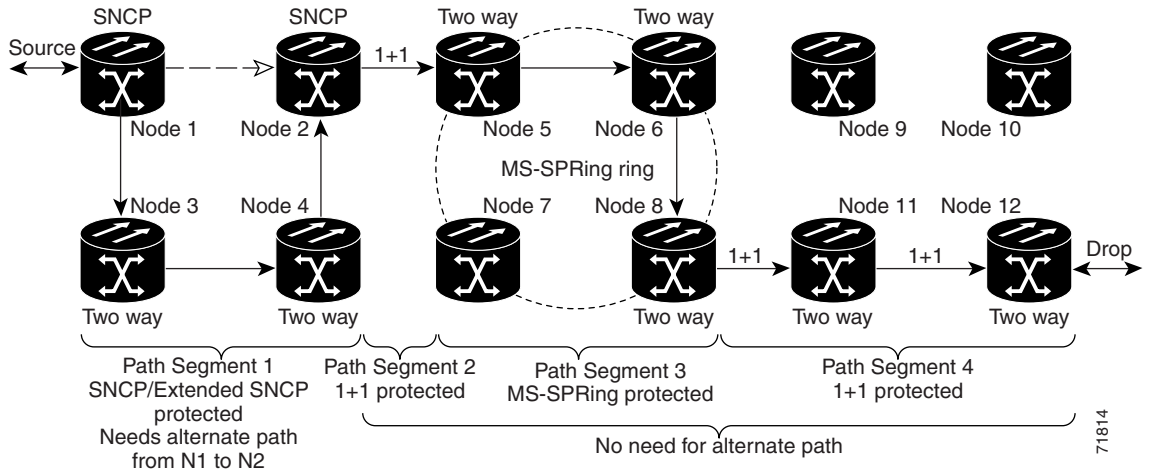 SNCP
SNCP
Two way
Two way
Source
1+1
Node 1
Node 2
Node 5
Node 6
Node 9
Node 10
MS-SPRing ring
Node 3
Node 4
Node 7
Node 8
Node 11
Node 12
1+1
1+1
Drop
Two way
Two way
Two way
Two way
Two way
Path Segment 1
SNCP/Extended SNCP
protected
Needs alternate path
from N1 to N2
Path Segment 2
1+1 protected
Path Segment 3
MS-SPRing protected
Path Segment 4
1+1 protected
No need for alternate path
71814